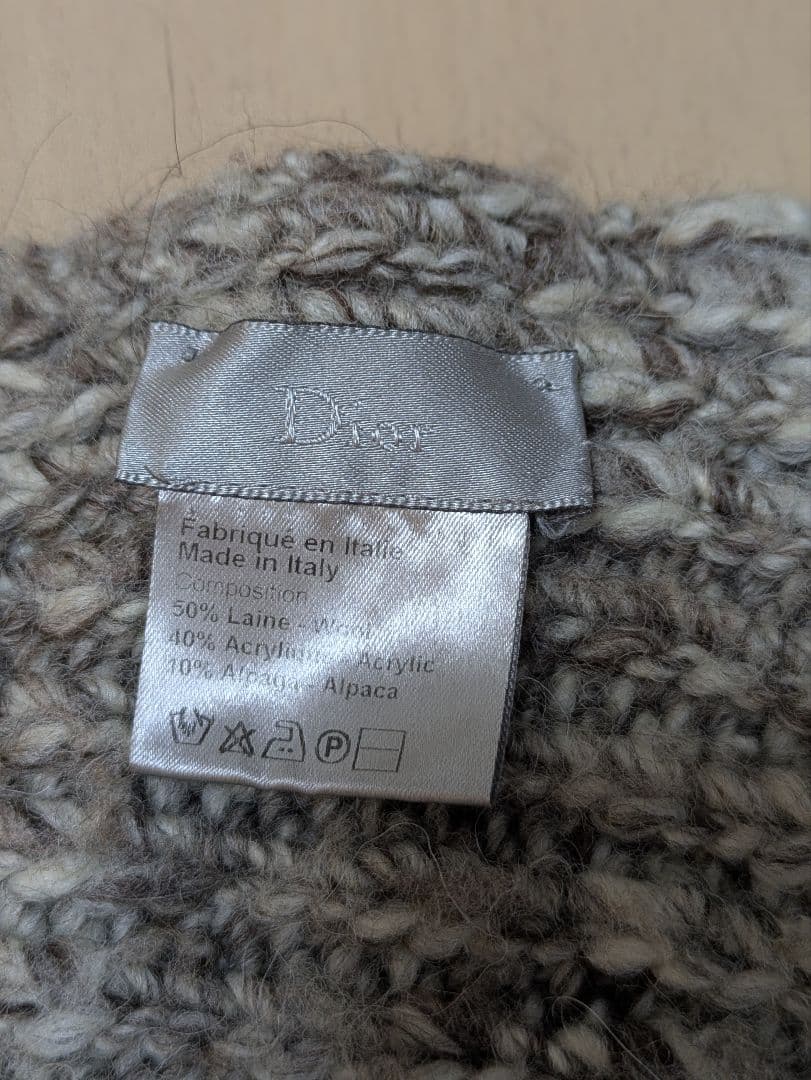 Dior
Fabriqué en Italie
Made in Italy
Composition
50% Laine - Wool
40% Acrylique - Acrylic
10% Alpaga - Alpaca
P